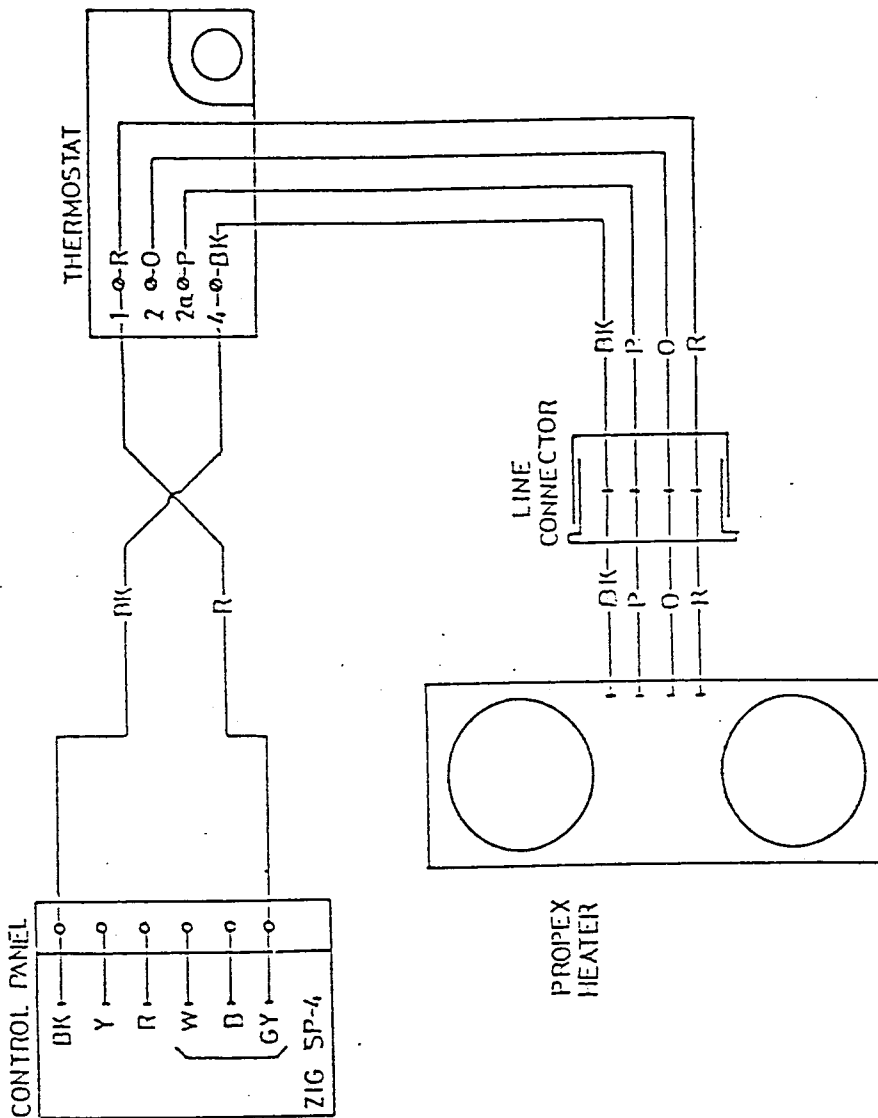 THERMOSTAT
1 R
2 O
2a P
4 BK
BK
R
CONTROL PANEL
BK
Y
R
W
B
GY
ZIG SP-4
LINE
CONNECTOR
BK
P
O
R
BK
P
O
R
PROPEX
HEATER